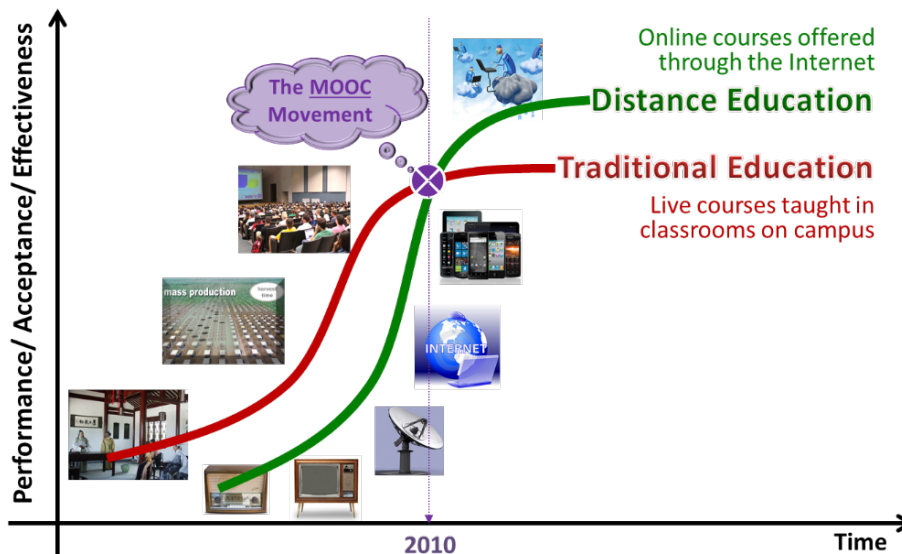 Performance/ Acceptance/ Effectiveness
The MOOC
Movement
Online courses offered
through the Internet
Distance Education
Traditional Education
Live courses taught in
classrooms on campus
mass production
time
INTERNET
2010
Time